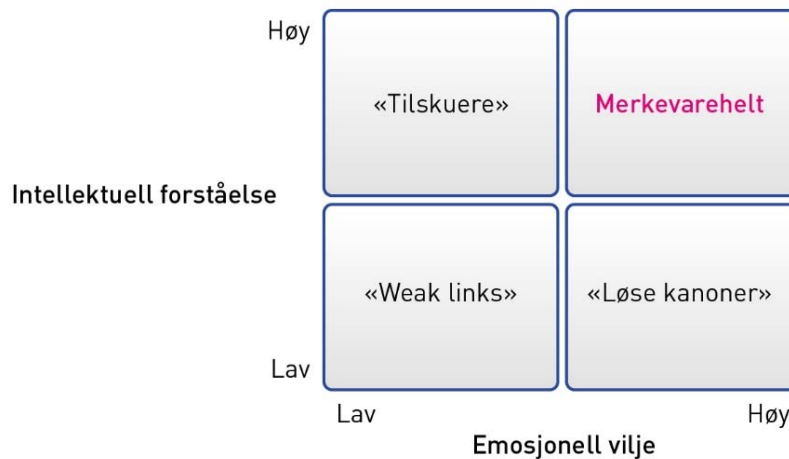 Høy
«Tilskuere»
Merkevarehelt
Intellektuell forståelse
«Weak links»
«Løse kanoner»
Lav
Lav
Høy
Emosjonell vilje